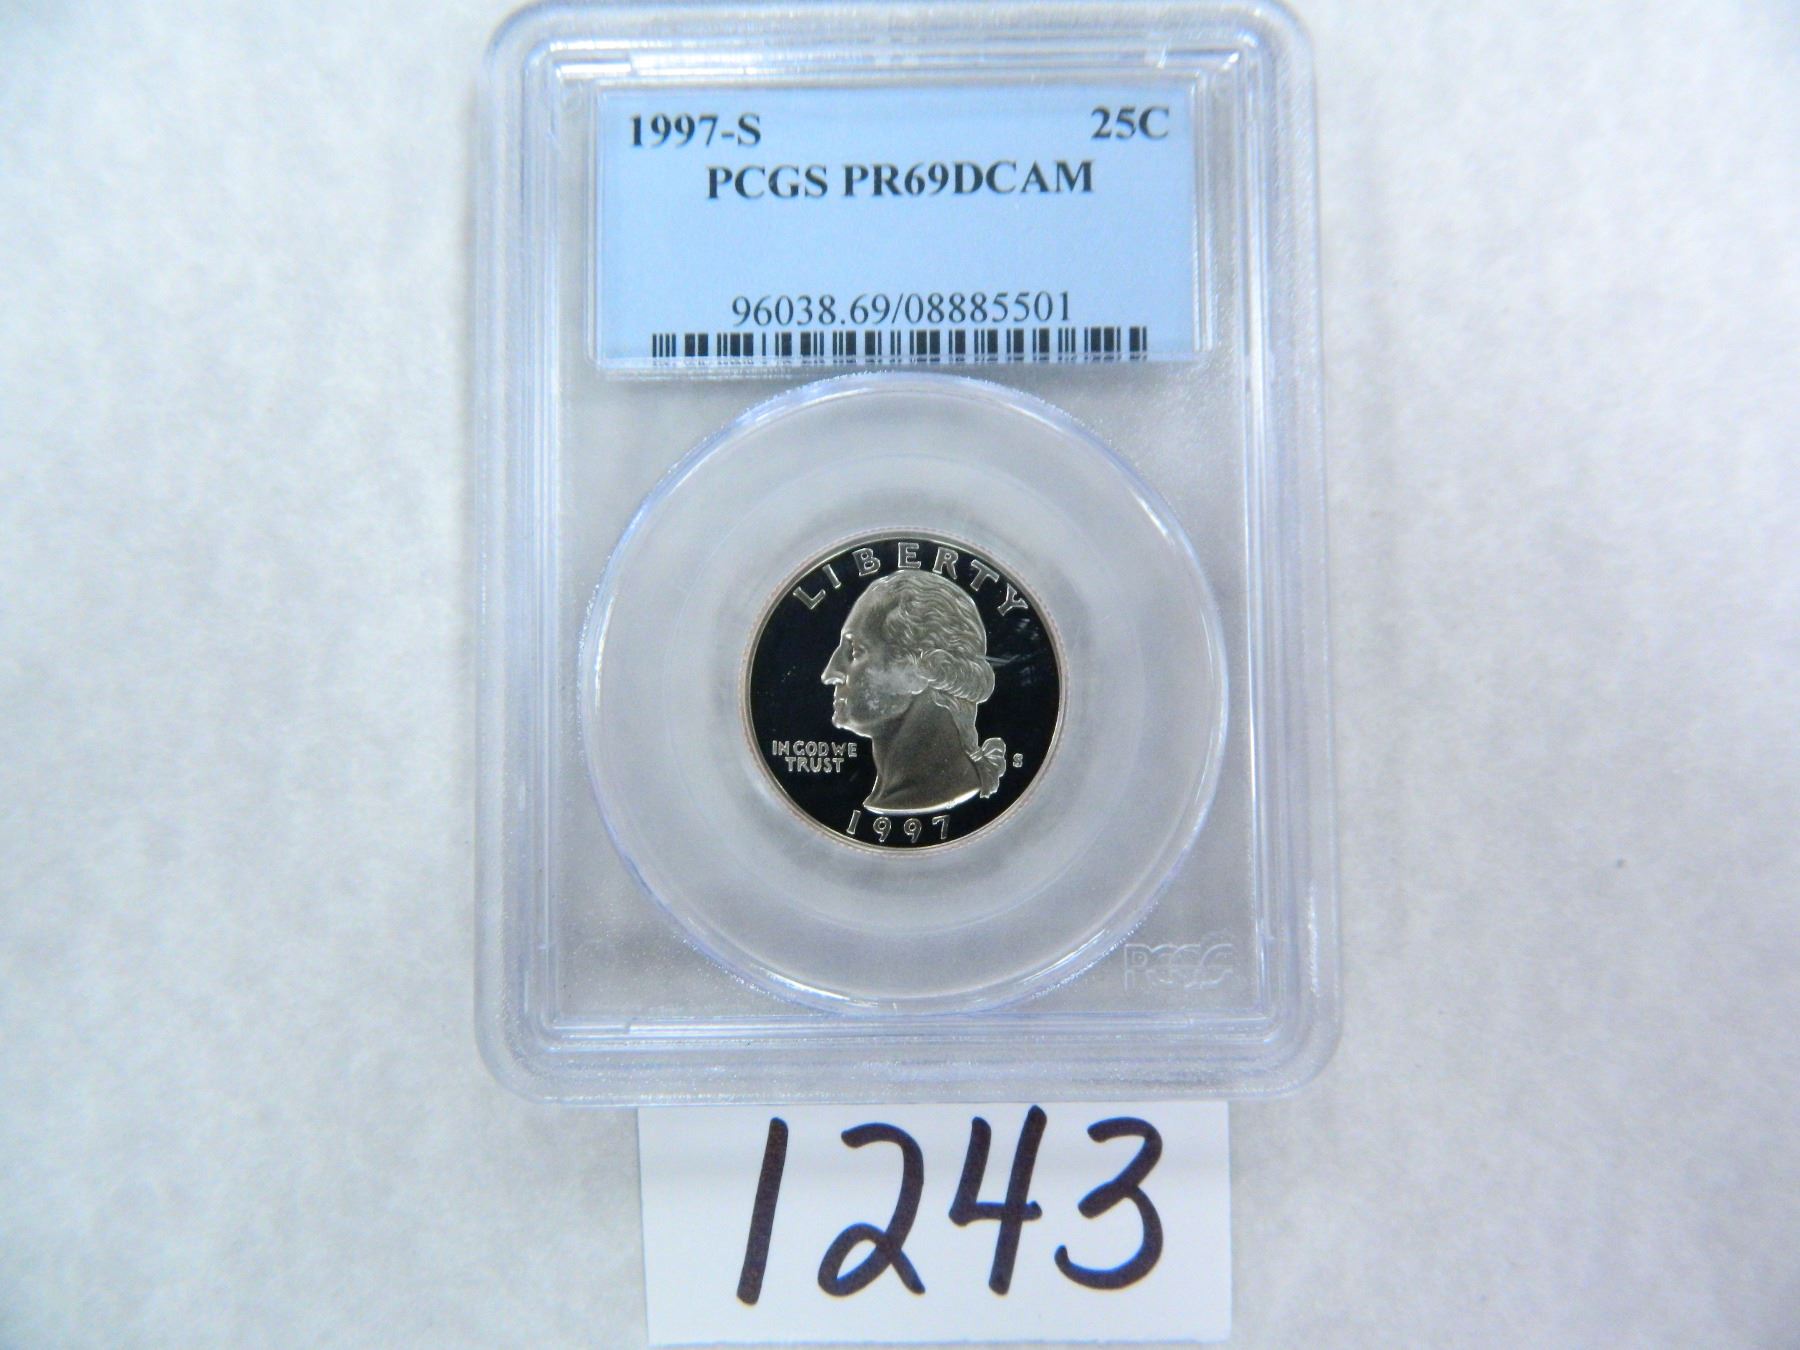 1997-S 25C
PCGS PR69DCAM
96038.69/08885501
LIBERTY
IN GOD WE
TRUST
S
1997
PCGS
1243